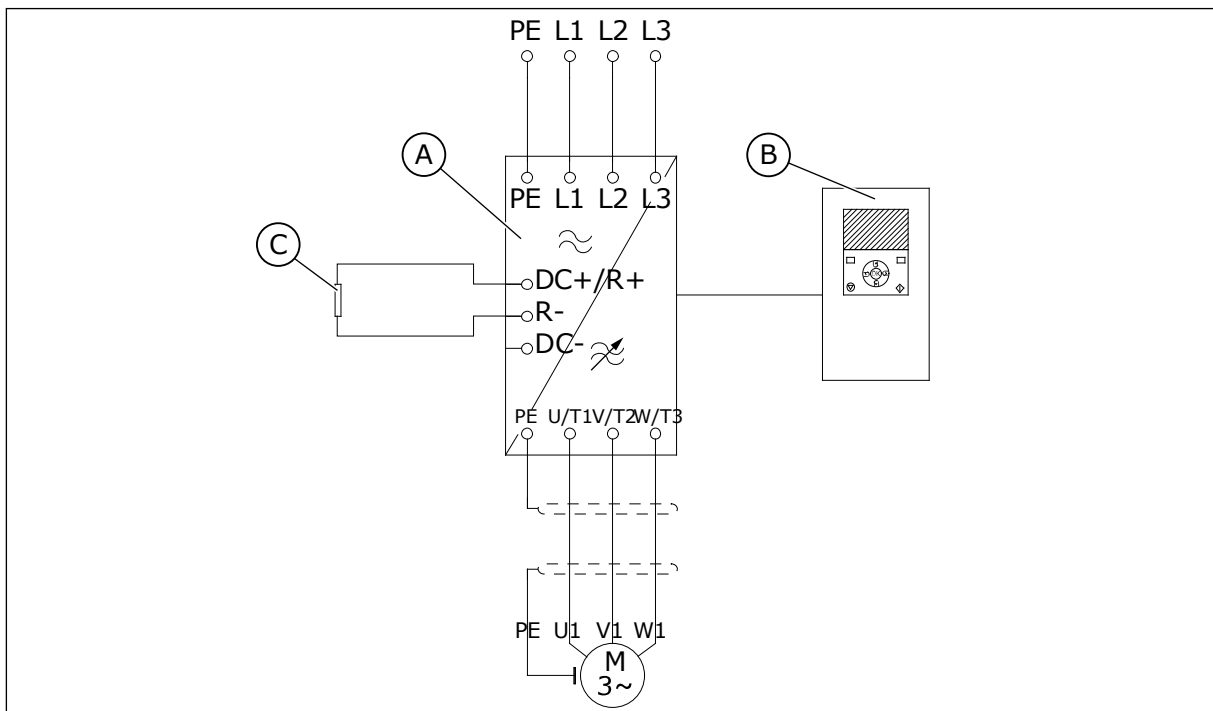 PE L1 L2 L3
A
B
PE L1 L2 L3
C
DC+/R+
R-
DC-
PE U/T1 V/T2 W/T3
PE U1 V1 W1
M
3~